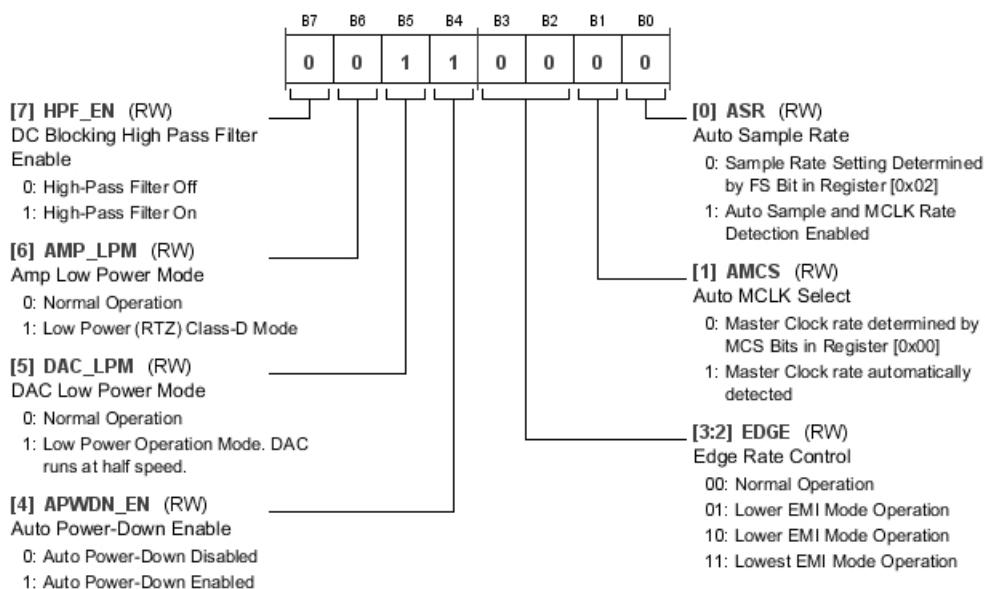 B7 B6 B5 B4 B3 B2 B1 B0
0 0 1 1 0 0 0 0
[7] HPF_EN (RW)
DC Blocking High Pass Filter
Enable
0: High-Pass Filter Off
1: High-Pass Filter On
[6] AMP_LPM (RW)
Amp Low Power Mode
0: Normal Operation
1: Low Power (RTZ) Class-D Mode
[5] DAC_LPM (RW)
DAC Low Power Mode
0: Normal Operation
1: Low Power Operation Mode. DAC
runs at half speed.
[4] APWDN_EN (RW)
Auto Power-Down Enable
0: Auto Power-Down Disabled
1: Auto Power-Down Enabled
[0] ASR (RW)
Auto Sample Rate
0: Sample Rate Setting Determined
by FS Bit in Register [0x02]
1: Auto Sample and MCLK Rate
Detection Enabled
[1] AMCS (RW)
Auto MCLK Select
0: Master Clock rate determined by
MCS Bits in Register [0x00]
1: Master Clock rate automatically
detected
[3:2] EDGE (RW)
Edge Rate Control
00: Normal Operation
01: Lower EMI Mode Operation
10: Lower EMI Mode Operation
11: Lowest EMI Mode Operation